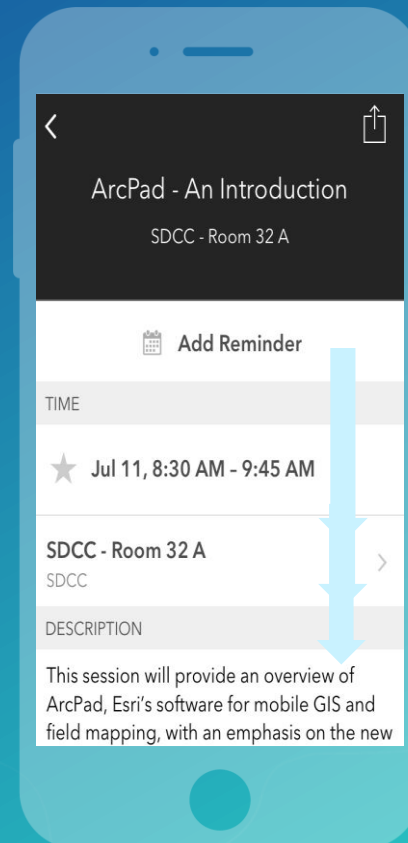 ArcPad - An Introduction
SDCC - Room 32 A
Add Reminder
TIME
Jul 11, 8:30 AM - 9:45 AM
SDCC - Room 32 A
SDCC
DESCRIPTION
This session will provide an overview of
ArcPad, Esri's software for mobile GIS and
field mapping, with an emphasis on the new